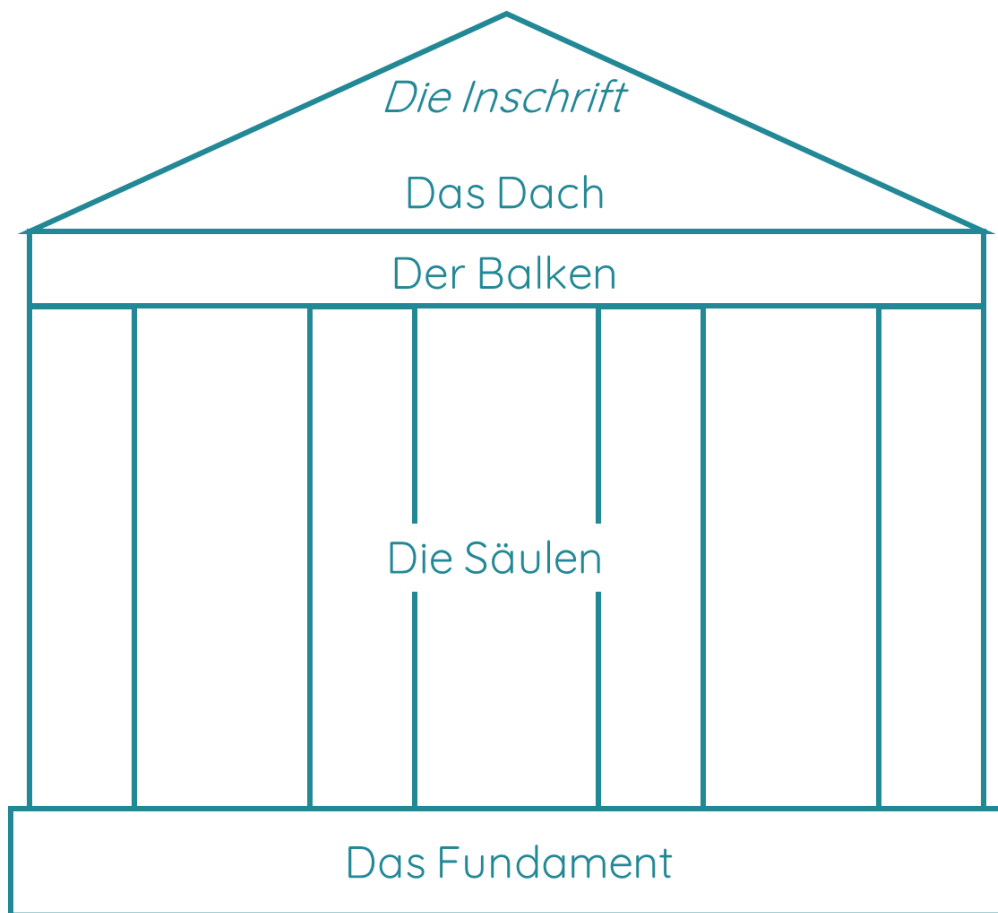 Die Inschrift
Das Dach
Der Balken
Die Säulen
Das Fundament